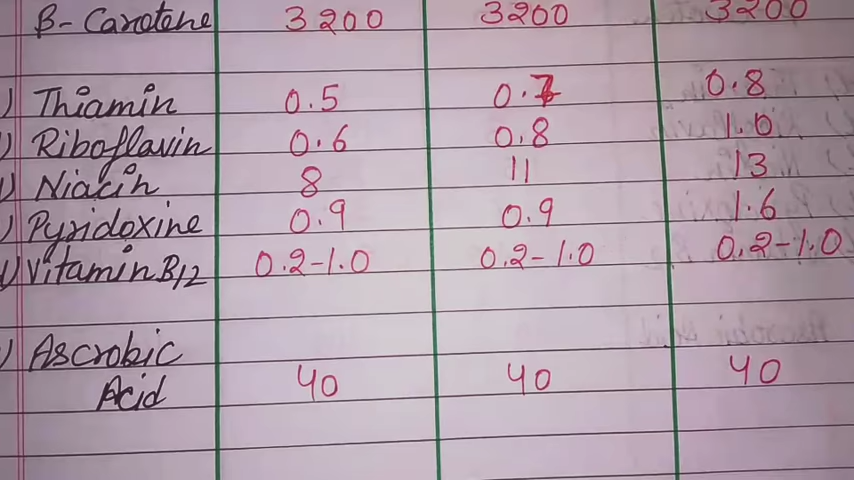 β- Carotene 3200 3200 3200
) Thiamin 0.5 0.7 0.8
) Riboflavin 0.6 0.8 1.0
) Niacin 8 11 13
) Pyridoxine 0.9 0.9 1.6
) Vitamin B12 0.2-1.0 0.2-1.0 0.2-1.0
) Ascrobic
Acid 40 40 40